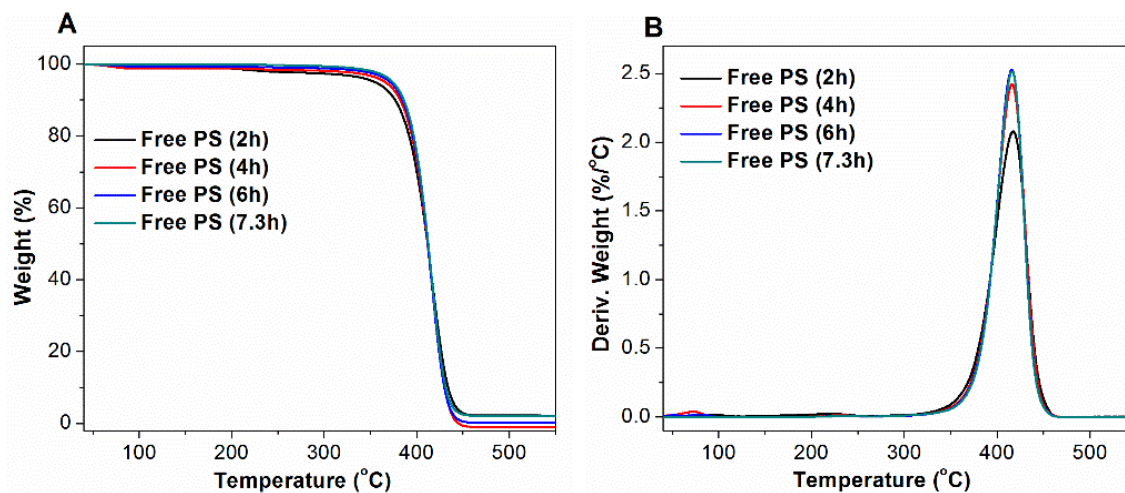 A
Weight (%)
100
80
60
40
20
0
Free PS (2h)
Free PS (4h)
Free PS (6h)
Free PS (7.3h)
100
200
300
400
500
Temperature (°C)
B
Deriv. Weight (%/°C)
2.5
2.0
1.5
1.0
0.5
0.0
Free PS (2h)
Free PS (4h)
Free PS (6h)
Free PS (7.3h)
100
200
300
400
500
Temperature (°C)